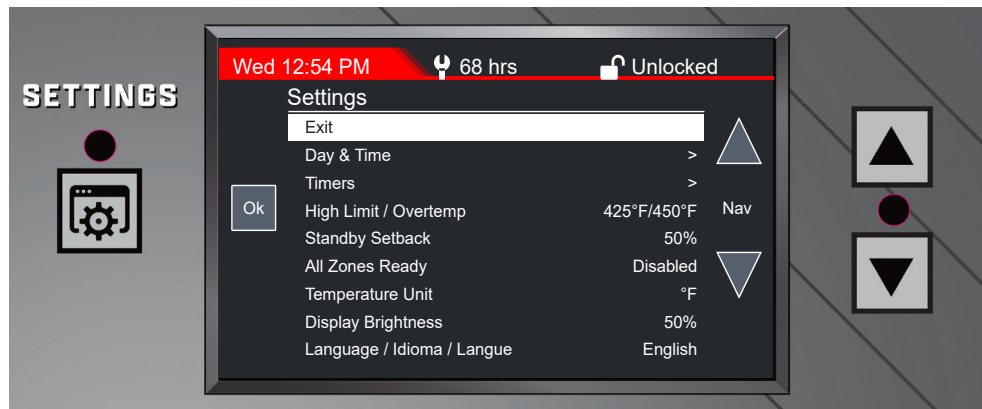 SETTINGS
Wed 12:54 PM 68 hrs Unlocked
Settings
Exit
Day & Time >
Timers >
High Limit / Overtemp 425°F/450°F
Standby Setback 50%
All Zones Ready Disabled
Temperature Unit °F
Display Brightness 50%
Language / Idioma / Langue English
Ok
Nav